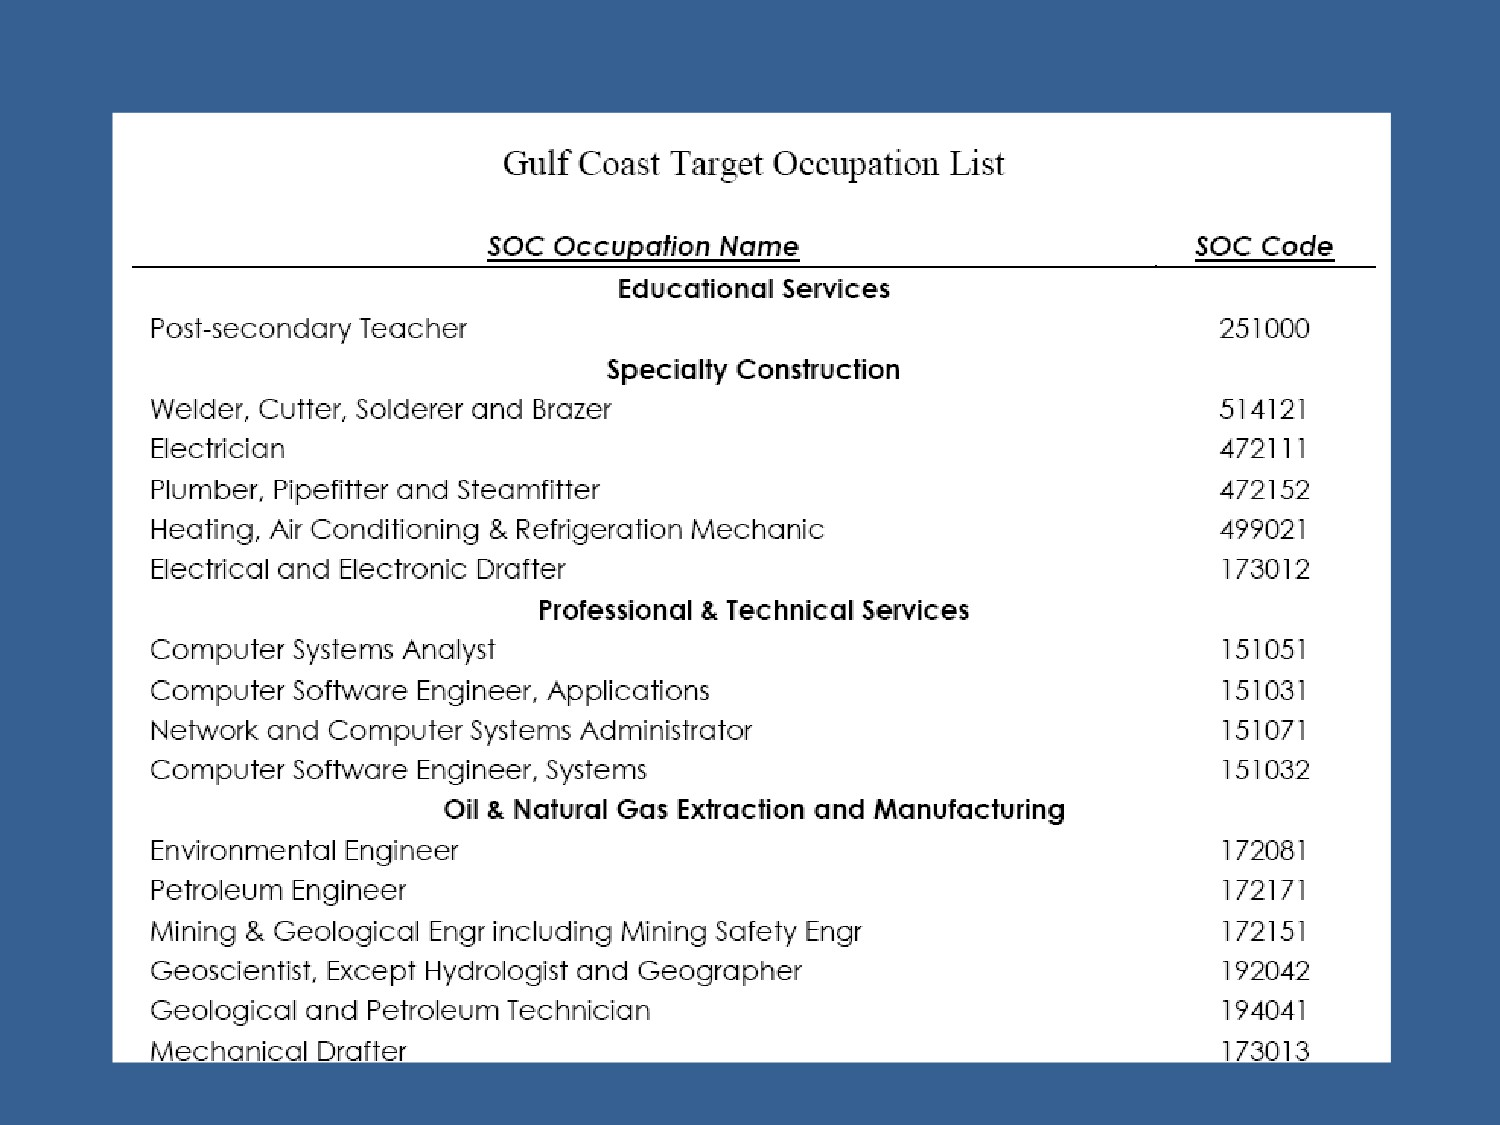 Gulf Coast Target Occupation List
SOC Occupation Name SOC Code
Educational Services
Post-secondary Teacher 251000
Specialty Construction
Welder, Cutter, Solderer and Brazer 514121
Electrician 472111
Plumber, Pipefitter and Steamfitter 472152
Heating, Air Conditioning & Refrigeration Mechanic 499021
Electrical and Electronic Drafter 173012
Professional & Technical Services
Computer Systems Analyst 151051
Computer Software Engineer, Applications 151031
Network and Computer Systems Administrator 151071
Computer Software Engineer, Systems 151032
Oil & Natural Gas Extraction and Manufacturing
Environmental Engineer 172081
Petroleum Engineer 172171
Mining & Geological Engr including Mining Safety Engr 172151
Geoscientist, Except Hydrologist and Geographer 192042
Geological and Petroleum Technician 194041
Mechanical Drafter 173013